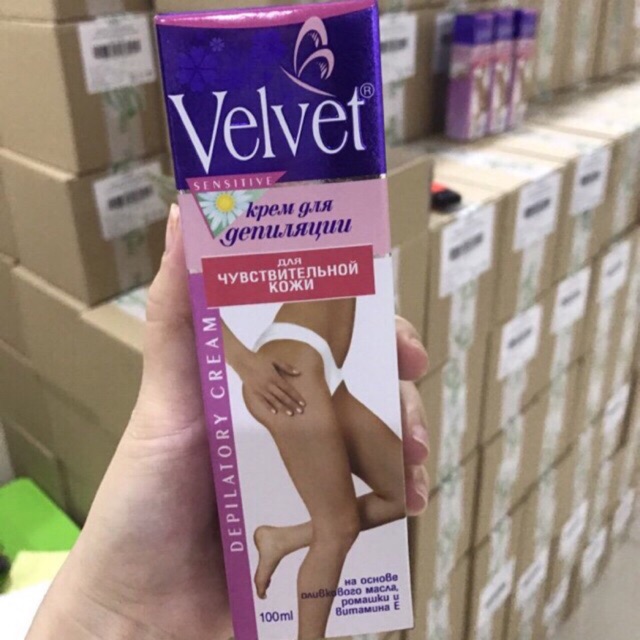 Velvet®
SENSITIVE
крем для
депиляции
для
ЧУВСТВИТЕЛЬНОЙ
КОЖИ
DEPILATORY CREAM
на основе
оливкового масла,
ромашки и
витамина Е
100ml